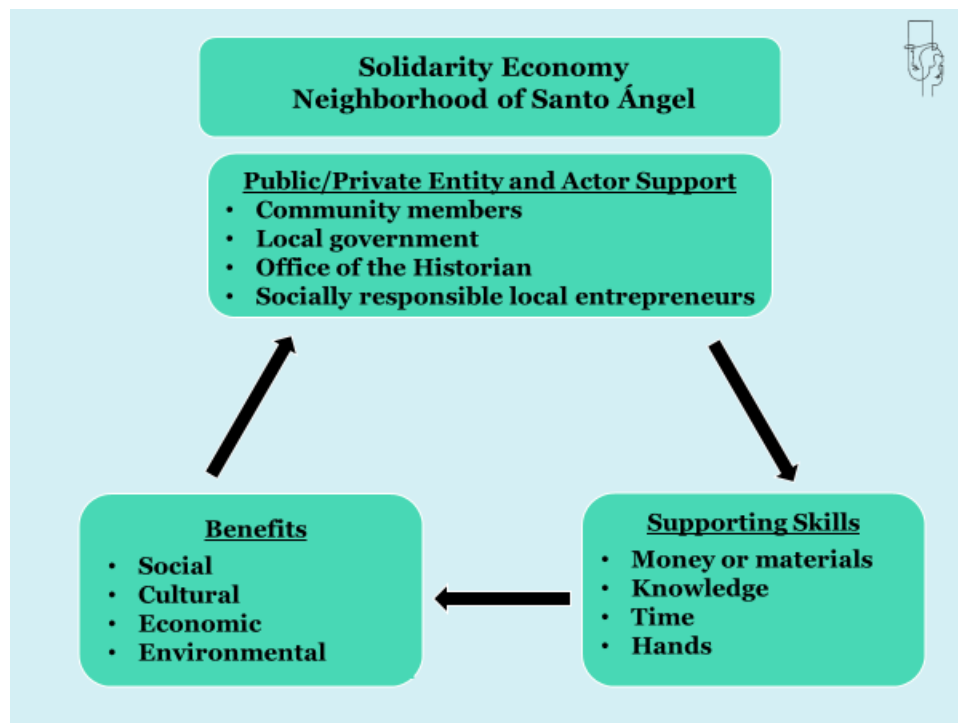 Solidarity Economy
Neighborhood of Santo Ángel
Public/Private Entity and Actor Support
• Community members
• Local government
• Office of the Historian
• Socially responsible local entrepreneurs
Benefits
• Social
• Cultural
• Economic
• Environmental
Supporting Skills
• Money or materials
• Knowledge
• Time
• Hands